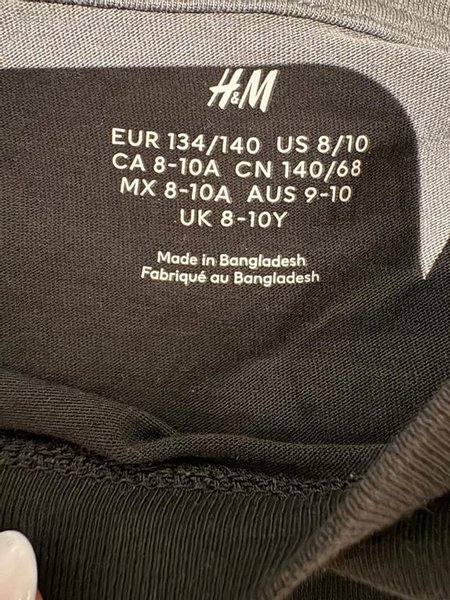 H&M
EUR 134/140 US 8/10
CA 8-10A CN 140/68
MX 8-10A AUS 9-10
UK 8-10Y
Made in Bangladesh
Fabriqué au Bangladesh